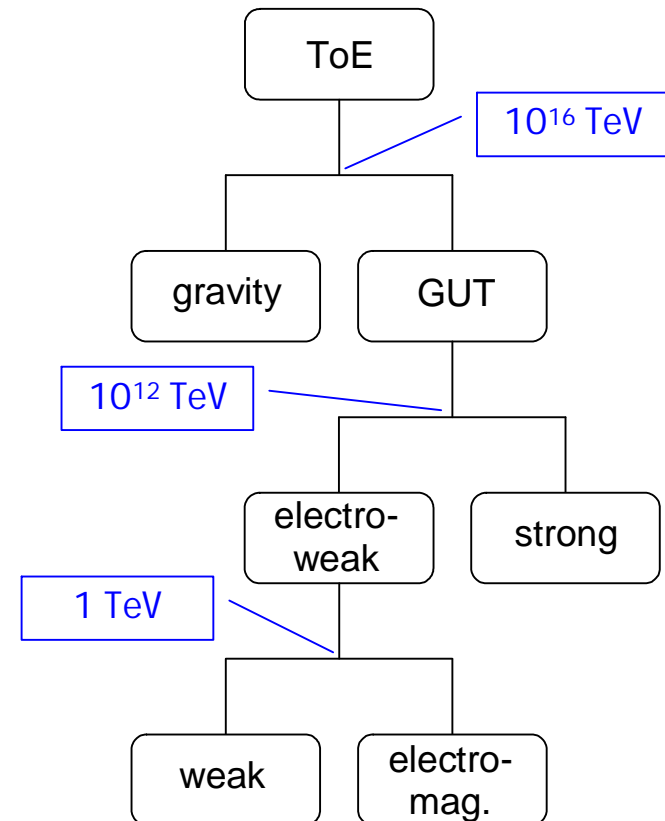 ToE
10¹⁶ TeV
gravity
GUT
10¹² TeV
electro-
weak
strong
1 TeV
weak
electro-
mag.